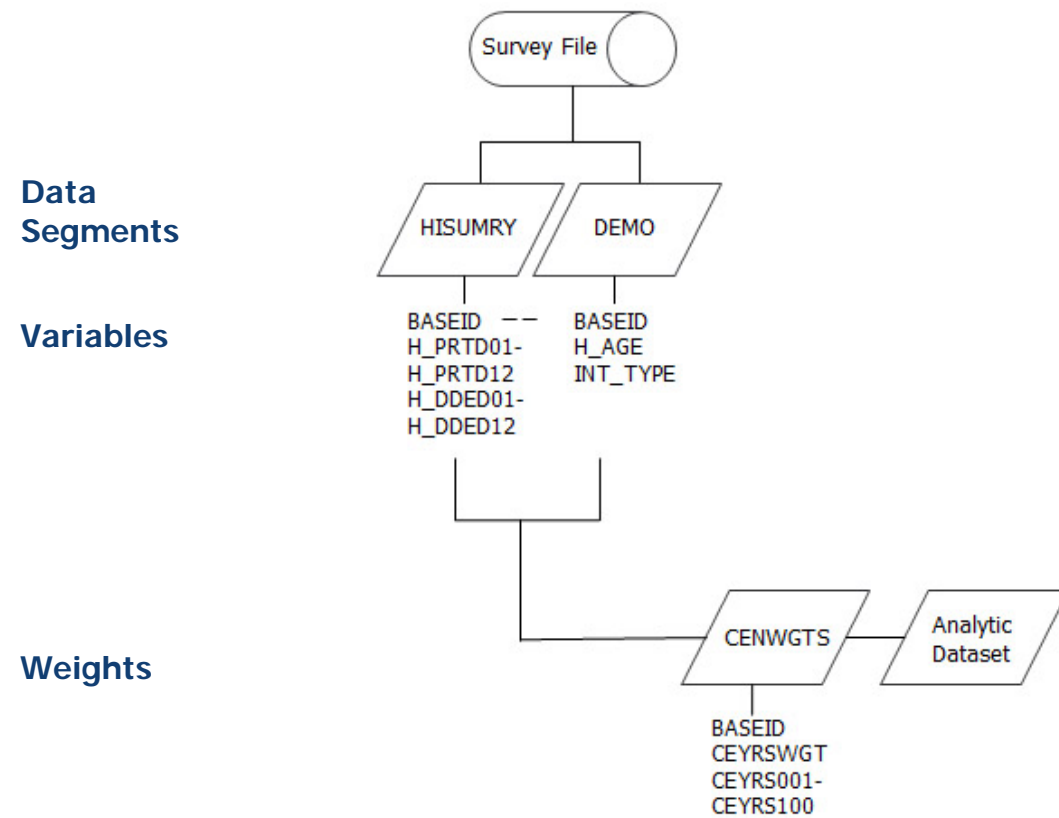 Survey File
Data
Segments
HISUMRY
DEMO
Variables
BASEID --
H_PRTD01-
H_PRTD12
H_DDED01-
H_DDED12
BASEID
H_AGE
INT_TYPE
Weights
CENWGTS
Analytic
Dataset
BASEID
CEYRSWGT
CEYRS001-
CEYRS100